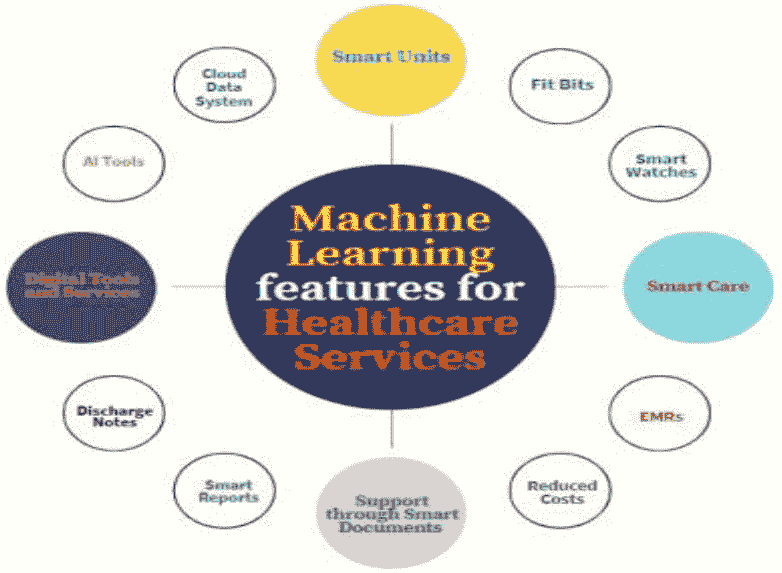 Smart Units
Cloud
Data
System
Fit Bits
AI Tools
Smart
Watches
Machine
Learning
features for
Healthcare
Services
Digital Tools
and Services
Smart Care
Discharge
Notes
EMRs
Smart
Reports
Support
through Smart
Documents
Reduced
Costs